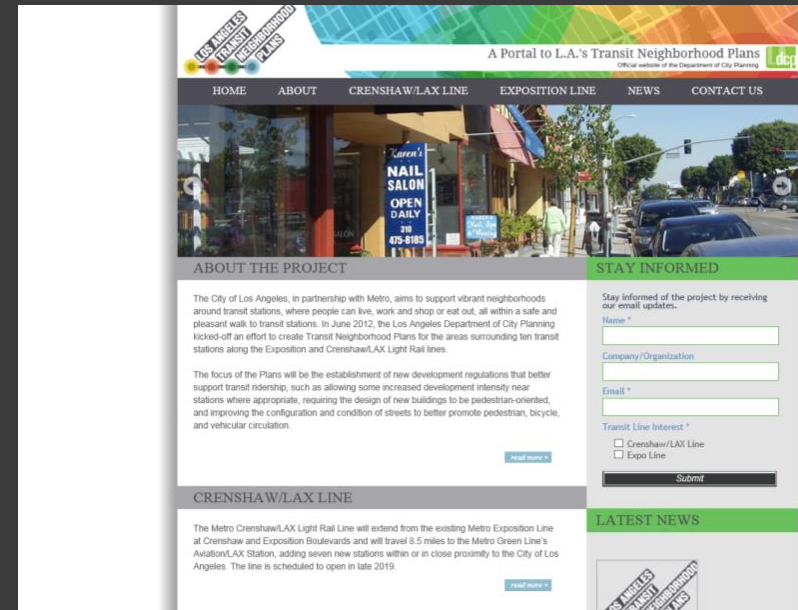 LOS ANGELES
TRANSIT
NEIGHBORHOOD
PLANS
A Portal to L.A.'s Transit Neighborhood Plans
Official website of the Department of City Planning
dcp
HOME ABOUT CRENSHAW/LAX LINE EXPOSITION LINE NEWS CONTACT US
Karen's
NAIL
SALON
OPEN
DAILY
310
475-8185
ABOUT THE PROJECT
The City of Los Angeles, in partnership with Metro, aims to support vibrant neighborhoods
around transit stations, where people can live, work and shop or eat out, all within a safe and
pleasant walk to transit stations. In June 2012, the Los Angeles Department of City Planning
kicked-off an effort to create Transit Neighborhood Plans for the areas surrounding ten transit
stations along the Exposition and Crenshaw/LAX Light Rail lines.
The focus of the Plans will be the establishment of new development regulations that better
support transit ridership, such as allowing some increased development intensity near
stations where appropriate, requiring the design of new buildings to be pedestrian-oriented,
and improving the configuration and condition of streets to better promote pedestrian, bicycle,
and vehicular circulation.
read more »
CRENSHAW/LAX LINE
The Metro Crenshaw/LAX Light Rail Line will extend from the existing Metro Exposition Line
at Crenshaw and Exposition Boulevards and will travel 8.5 miles to the Metro Green Line's
Aviation/LAX Station, adding seven new stations within or in close proximity to the City of Los
Angeles. The line is scheduled to open in late 2019.
read more »
STAY INFORMED
Stay informed of the project by receiving
our email updates.
Name *
Company/Organization
Email *
Transit Line Interest *
Crenshaw/LAX Line
Expo Line
Submit
LATEST NEWS
LOS ANGELES
TRANSIT
NEIGHBORHOOD
PLANS